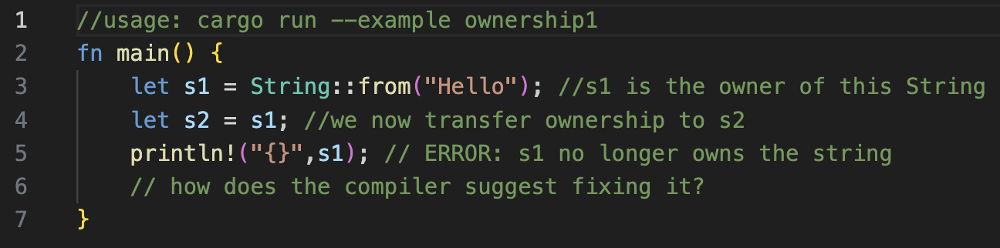 1 //usage: cargo run --example ownership1
2 fn main() {
3 let s1 = String::from("Hello"); //s1 is the owner of this String
4 let s2 = s1; //we now transfer ownership to s2
5 println!("{}",s1); // ERROR: s1 no longer owns the string
6 // how does the compiler suggest fixing it?
7 }